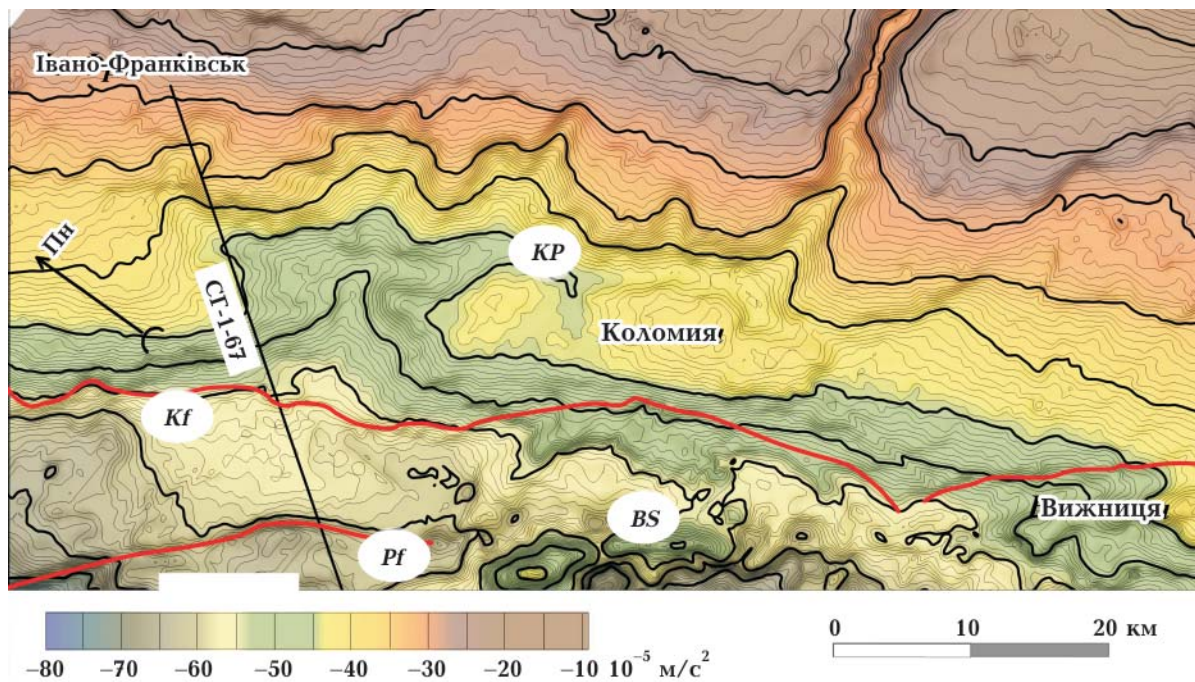 Івано-Франківськ
Пн
СГ-1-67
KP
Коломия
Kf
BS
Вижниця
Pf
0 10 20 км
−80 −70 −60 −50 −40 −30 −20 −10 10⁻⁵ м/с²